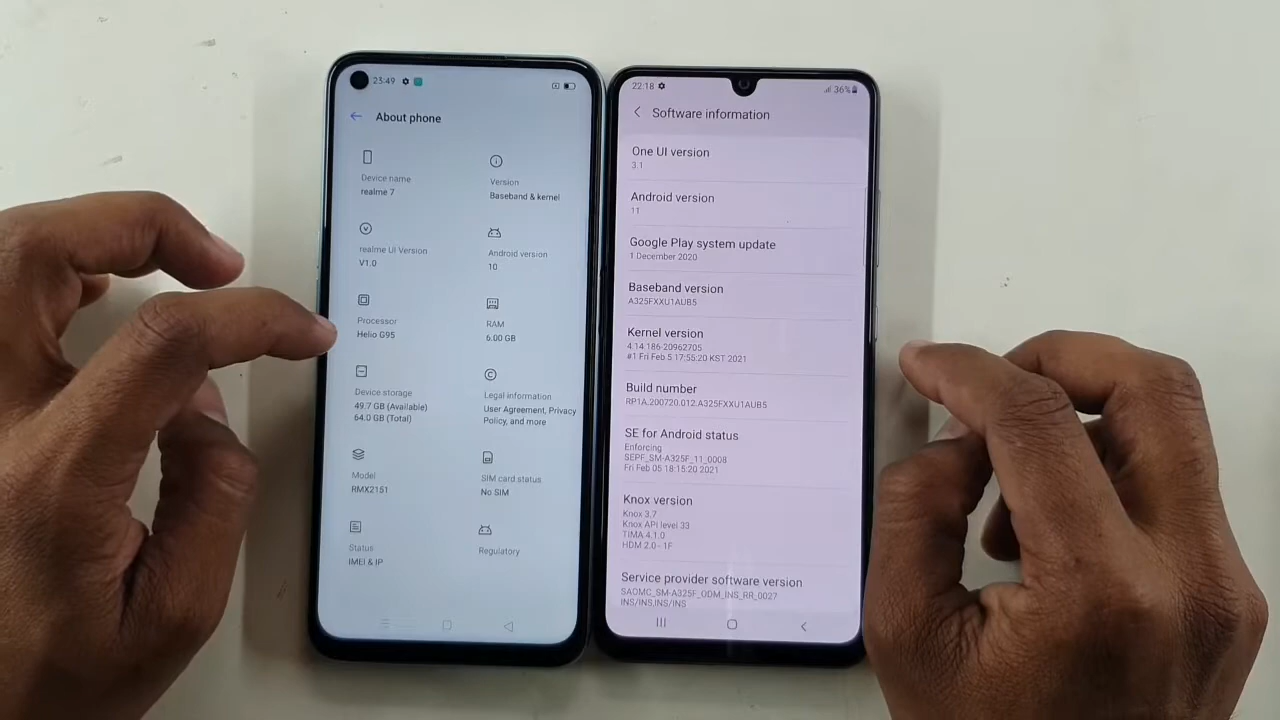 23:49
About phone
Device name
realme 7
Version
Baseband & kernel
realme UI Version
V1.0
Android version
10
Processor
Helio G95
RAM
6.00 GB
Device storage
49.7 GB (Available)
64.0 GB (Total)
Legal information
User Agreement, Privacy
Policy, and more
Model
RMX2151
SIM card status
No SIM
Status
IMEI & IP
Regulatory
22:18
36%
Software information
One UI version
3.1
Android version
11
Google Play system update
1 December 2020
Baseband version
A325FXXU1AUB5
Kernel version
4.14.186-20962705
#1 Fri Feb 5 17:55:20 KST 2021
Build number
RP1A.200720.012.A325FXXU1AUB5
SE for Android status
Enforcing
SEPF_SM-A325F_11_0008
Fri Feb 05 18:15:20 2021
Knox version
Knox 3.7
Knox API level 33
TIMA 4.1.0
HDM 2.0 - 1F
Service provider software version
SAOMC_SM-A325F_ODM_INS_RR_0027
INS/INS,INS/INS